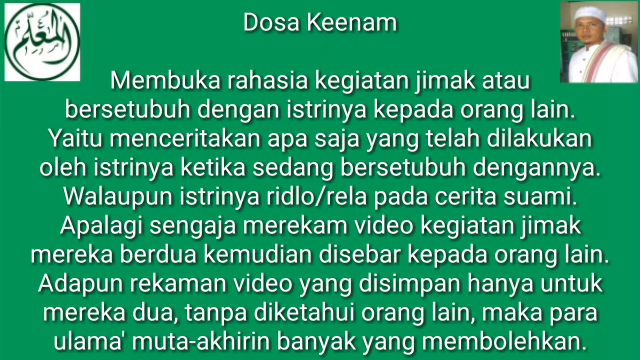 المعلم
Dosa Keenam
Membuka rahasia kegiatan jimak atau
bersetubuh dengan istrinya kepada orang lain.
Yaitu menceritakan apa saja yang telah dilakukan
oleh istrinya ketika sedang bersetubuh dengannya.
Walaupun istrinya ridlo/rela pada cerita suami.
Apalagi sengaja merekam video kegiatan jimak
mereka berdua kemudian disebar kepada orang lain.
Adapun rekaman video yang disimpan hanya untuk
mereka dua, tanpa diketahui orang lain, maka para
ulama' muta-akhirin banyak yang membolehkan.